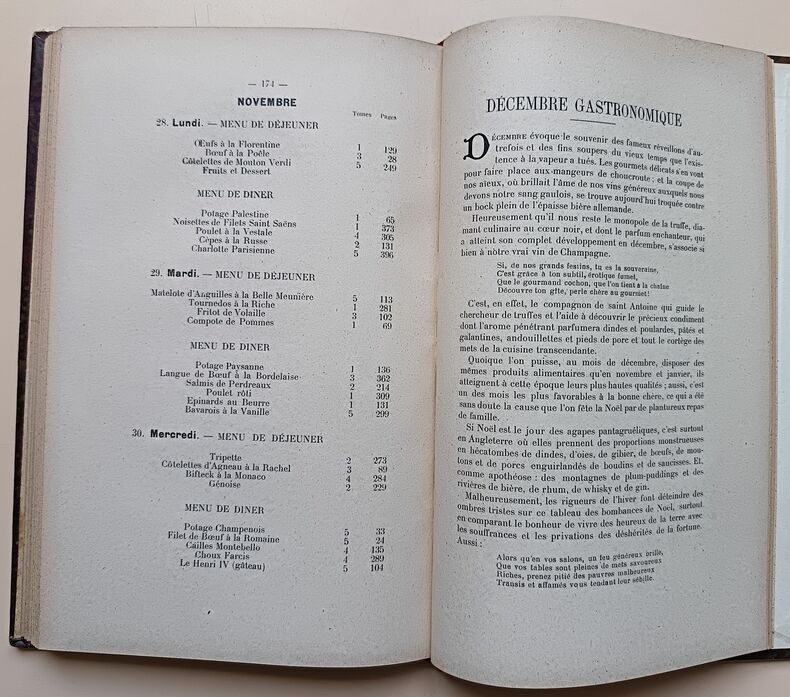 — 174 —
NOVEMBRE
Tomes Pages
28. Lundi. — MENU DE DÉJEUNER
Œufs à la Florentine 1 129
Bœuf à la Poêle 3 28
Côtelettes de Mouton Verdi 5 249
Fruits et Dessert
MENU DE DINER
Potage Palestine 1 65
Noisettes de Filets Saint Saëns 1 373
Poulet à la Vestale 4 305
Cèpes à la Russe 2 131
Charlotte Parisienne 5 396
29. Mardi. — MENU DE DÉJEUNER
Matelote d'Anguilles à la Belle Meunière 5 113
Tournedos à la Riche 1 281
Fritot de Volaille 3 102
Compote de Pommes 1 69
MENU DE DINER
Potage Paysanne 1 136
Langue de Bœuf à la Bordelaise 3 362
Salmis de Perdreaux 2 214
Poulet rôti 1 309
Epinards au Beurre 1 131
Bavarois à la Vanille 5 299
30. Mercredi. — MENU DE DÉJEUNER
Tripette 2 273
Côtelettes d'Agneau à la Rachel 3 89
Bifteck à la Monaco 4 284
Génoise 2 229
MENU DE DINER
Potage Champenois 5 33
Filet de Bœuf à la Romaine 5 24
Cailles Montebello 4 135
Choux Farcis 4 289
Le Henri IV (gâteau) 5 104
DÉCEMBRE GASTRONOMIQUE
DÉCEMBRE évoque le souvenir des fameux réveillons d'au-
trefois et des fins soupers du vieux temps que l'exis-
tence à la vapeur a tués. Les gourmets délicats s'en vont
pour faire place aux mangeurs de choucroute; et la coupe de
nos aïeux, où brillait l'âme de nos vins généreux auxquels nous
devons notre sang gaulois, se trouve aujourd'hui troquée contre
un bock plein de l'épaisse bière allemande.
Heureusement qu'il nous reste le monopole de la truffe, dia-
mant culinaire au cœur noir, et dont le parfum enchanteur, qui
a atteint son complet développement en décembre, s'associe si
bien à notre vrai vin de Champagne.
Si, de nos grands festins, tu es la souveraine,
C'est grâce à ton subtil, érotique fumet,
Que le gourmand cochon, que l'on tient à la chaîne
Découvre ton gîte, perle chère au gourmet!
C'est, en effet, le compagnon de saint Antoine qui guide le
chercheur de truffes et l'aide à découvrir le précieux condiment
dont l'arome pénétrant parfumera dindes et poulardes, pâtés et
galantines, andouillettes et pieds de porc et tout le cortège des
mets de la cuisine transcendante.
Quoique l'on puisse, au mois de décembre, disposer des
mêmes produits alimentaires qu'en novembre et janvier, ils
atteignent à cette époque leurs plus hautes qualités; aussi, c'est
un des mois les plus favorables à la bonne chère, ce qui a été
sans doute la cause que l'on fête la Noël par de plantureux repas
de famille.
Si Noël est le jour des agapes pantagruéliques, c'est surtout
en Angleterre où elles prennent des proportions monstrueuses
en hécatombes de dindes, d'oies, de gibier, de bœufs, de mou-
tons et de porcs enguirlandés de boudins et de saucisses. Et,
comme apothéose: des montagnes de plum-puddings et des
rivières de bière, de rhum, de whisky et de gin.
Malheureusement, les rigueurs de l'hiver font déteindre des
ombres tristes sur ce tableau des bombances de Noël, surtout
en comparant le bonheur de vivre des heureux de la terre avec
les souffrances et les privations des déshérités de la fortune.
Aussi:
Alors qu'en vos salons, un feu généreux brille,
Que vos tables sont pleines de mets savoureux
Riches, prenez pitié des pauvres malheureux
Transis et affamés vous tendant leur sébille.